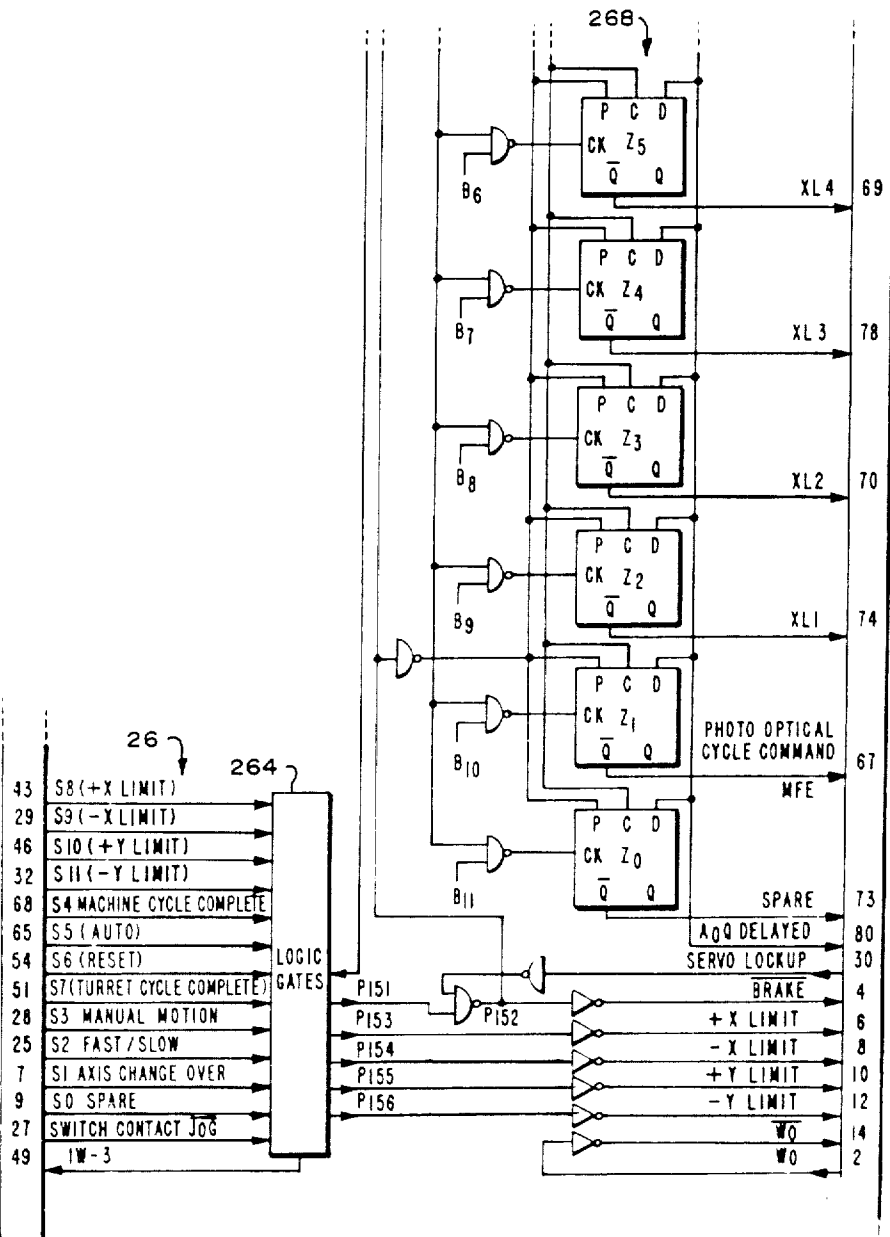 268
P C D
CK Z5
Q̅ Q
B6
XL4 69
P C D
CK Z4
Q̅ Q
B7
XL3 78
P C D
CK Z3
Q̅ Q
B8
XL2 70
P C D
CK Z2
Q̅ Q
B9
XL1 74
P C D
CK Z1
Q̅ Q
B10
PHOTO OPTICAL
CYCLE COMMAND
67
MFE
P C D
CK Z0
Q̅ Q
B11
SPARE 73
A0Q DELAYED 80
SERVO LOCKUP 30
B̅R̅A̅K̅E̅ 4
+X LIMIT 6
-X LIMIT 8
+Y LIMIT 10
-Y LIMIT 12
W̅0̅ 14
W0 2
26
264
43 S8 (+X LIMIT)
29 S9 (-X LIMIT)
46 S10 (+Y LIMIT)
32 S11 (-Y LIMIT)
68 S4 MACHINE CYCLE COMPLETE
65 S5 (AUTO)
54 S6 (RESET)
51 S7 (TURRET CYCLE COMPLETE)
28 S3 MANUAL MOTION
25 S2 FAST/SLOW
7 S1 AXIS CHANGE OVER
9 S0 SPARE
27 SWITCH CONTACT J̅O̅G̅
49 1W-3
LOGIC
GATES
P151
P152
P153
P154
P155
P156